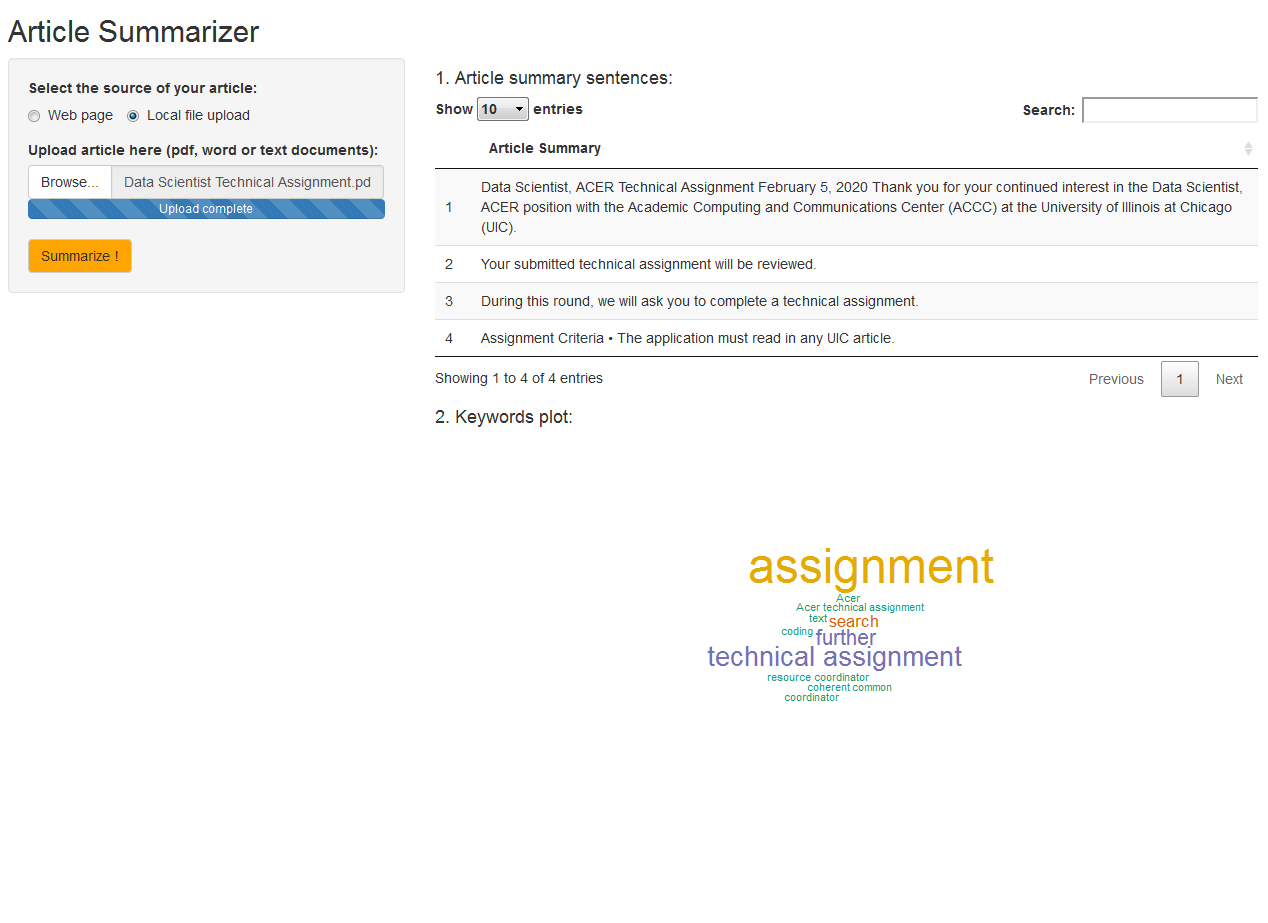 Article Summarizer
Select the source of your article:
Web page Local file upload
Upload article here (pdf, word or text documents):
Browse... Data Scientist Technical Assignment.pd
Upload complete
Summarize !
1. Article summary sentences:
Show 10 entries Search:
Article Summary
1 Data Scientist, ACER Technical Assignment February 5, 2020 Thank you for your continued interest in the Data Scientist,
ACER position with the Academic Computing and Communications Center (ACCC) at the University of Illinois at Chicago
(UIC).
2 Your submitted technical assignment will be reviewed.
3 During this round, we will ask you to complete a technical assignment.
4 Assignment Criteria • The application must read in any UIC article.
Showing 1 to 4 of 4 entries Previous 1 Next
2. Keywords plot:
assignment
Acer
Acer technical assignment
text search
coding further
technical assignment
resource coordinator
coherent common
coordinator